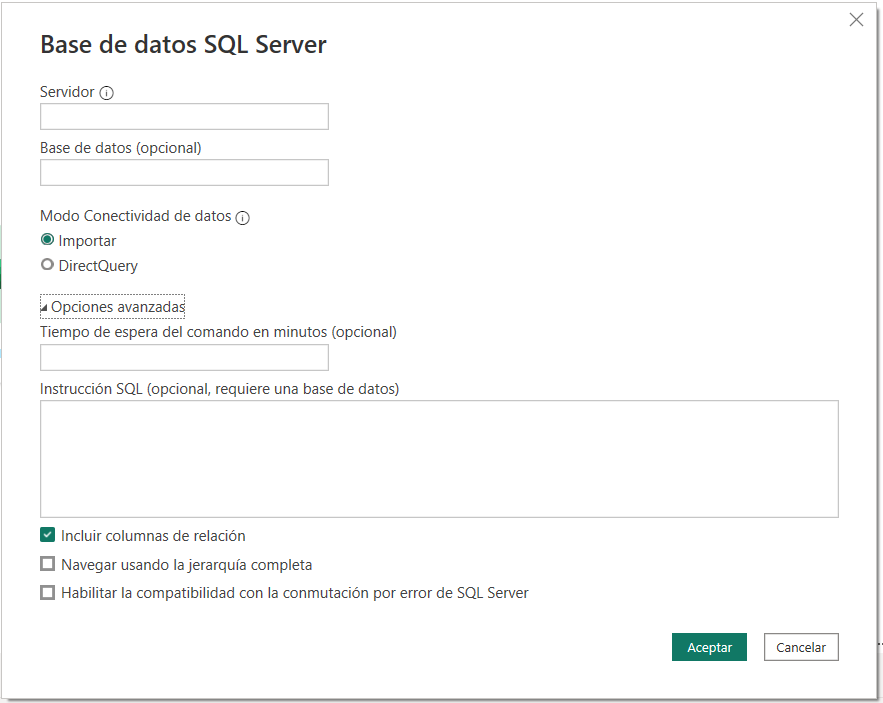 Base de datos SQL Server
Servidor
Base de datos (opcional)
Modo Conectividad de datos
Importar
DirectQuery
Opciones avanzadas
Tiempo de espera del comando en minutos (opcional)
Instrucción SQL (opcional, requiere una base de datos)
Incluir columnas de relación
Navegar usando la jerarquía completa
Habilitar la compatibilidad con la conmutación por error de SQL Server
Aceptar Cancelar